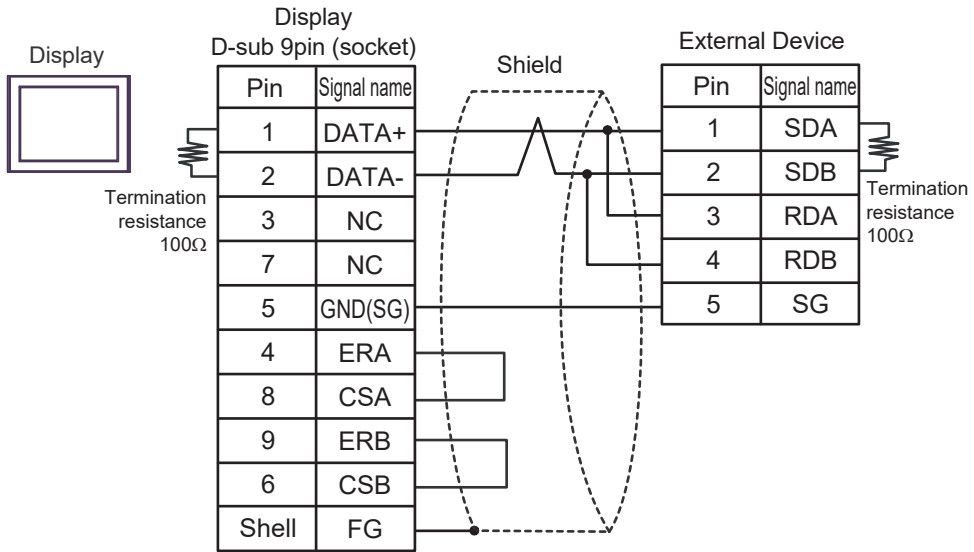 Display
Display
D-sub 9pin (socket)
Pin Signal name
1 DATA+
2 DATA-
3 NC
7 NC
5 GND(SG)
4 ERA
8 CSA
9 ERB
6 CSB
Shell FG
Termination
resistance
100Ω
Shield
External Device
Pin Signal name
1 SDA
2 SDB
3 RDA
4 RDB
5 SG
Termination
resistance
100Ω